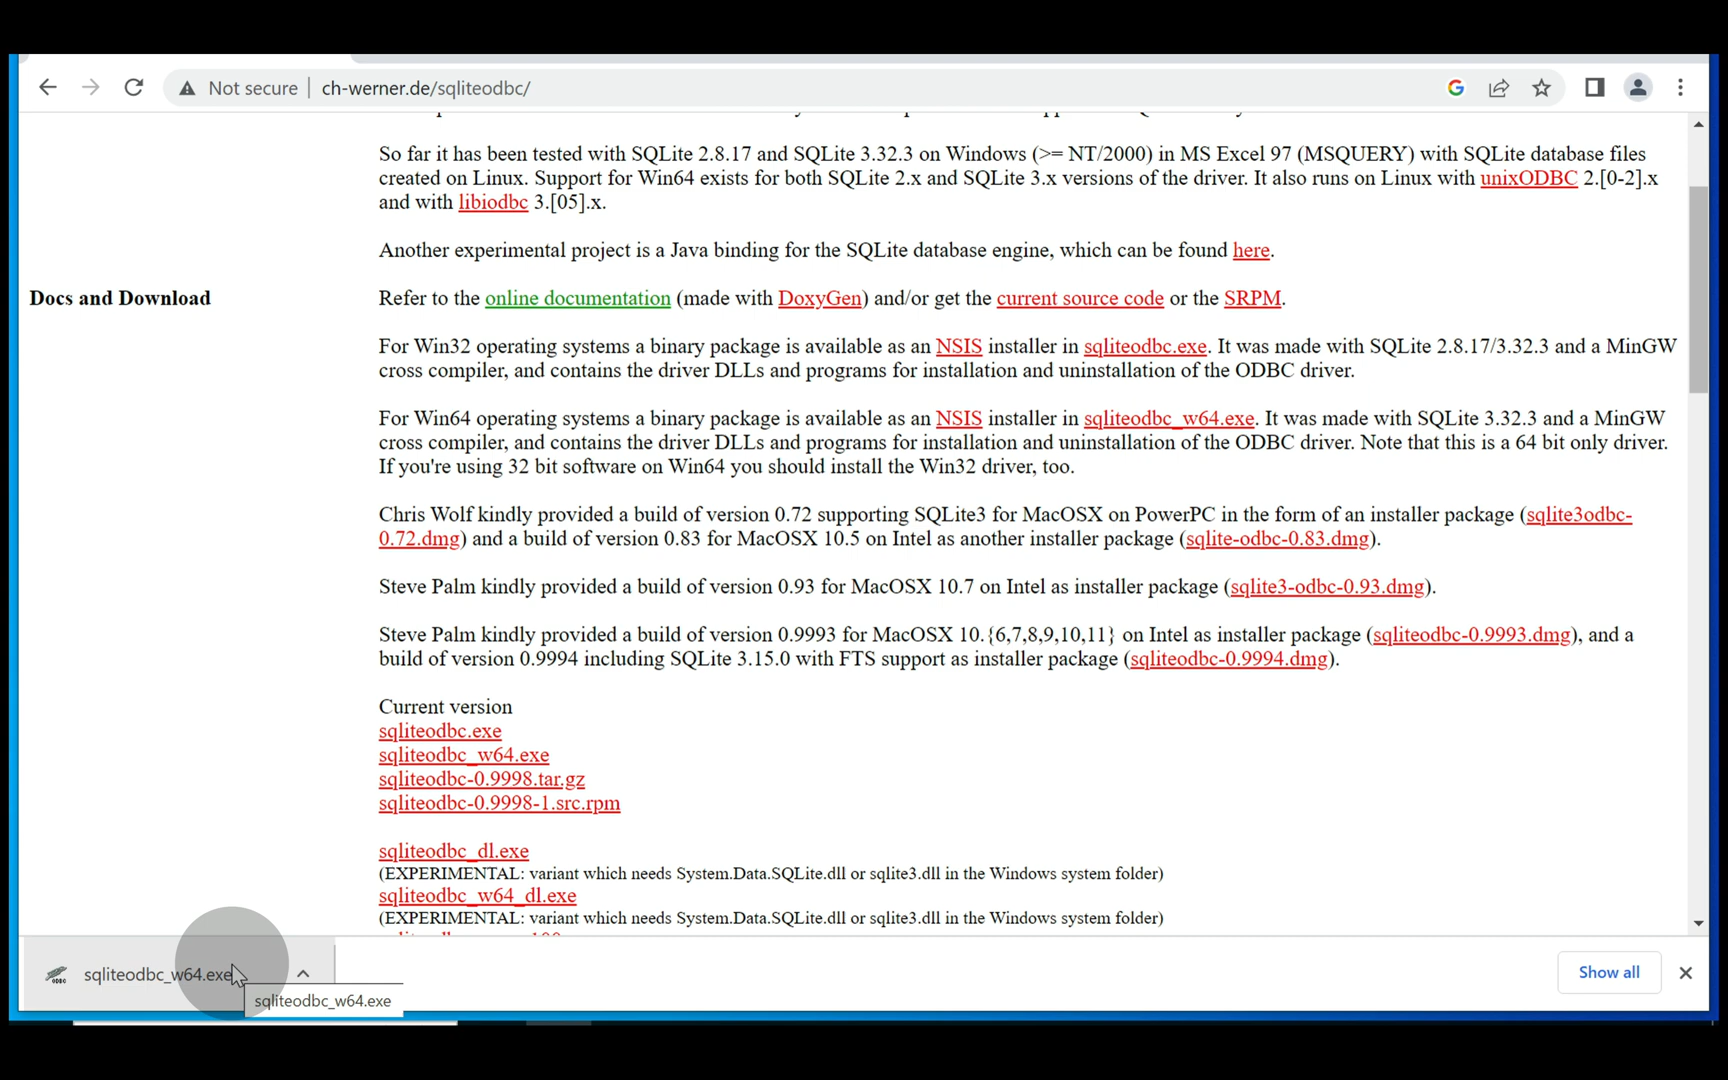 Not secure | ch-werner.de/sqliteodbc/
So far it has been tested with SQLite 2.8.17 and SQLite 3.32.3 on Windows (>= NT/2000) in MS Excel 97 (MSQUERY) with SQLite database files
created on Linux. Support for Win64 exists for both SQLite 2.x and SQLite 3.x versions of the driver. It also runs on Linux with unixODBC 2.[0-2].x
and with libiodbc 3.[05].x.
Another experimental project is a Java binding for the SQLite database engine, which can be found here.
Docs and Download
Refer to the online documentation (made with DoxyGen) and/or get the current source code or the SRPM.
For Win32 operating systems a binary package is available as an NSIS installer in sqliteodbc.exe. It was made with SQLite 2.8.17/3.32.3 and a MinGW
cross compiler, and contains the driver DLLs and programs for installation and uninstallation of the ODBC driver.
For Win64 operating systems a binary package is available as an NSIS installer in sqliteodbc_w64.exe. It was made with SQLite 3.32.3 and a MinGW
cross compiler, and contains the driver DLLs and programs for installation and uninstallation of the ODBC driver. Note that this is a 64 bit only driver.
If you're using 32 bit software on Win64 you should install the Win32 driver, too.
Chris Wolf kindly provided a build of version 0.72 supporting SQLite3 for MacOSX on PowerPC in the form of an installer package (sqlite3odbc-
0.72.dmg) and a build of version 0.83 for MacOSX 10.5 on Intel as another installer package (sqlite-odbc-0.83.dmg).
Steve Palm kindly provided a build of version 0.93 for MacOSX 10.7 on Intel as installer package (sqlite3-odbc-0.93.dmg).
Steve Palm kindly provided a build of version 0.9993 for MacOSX 10.{6,7,8,9,10,11} on Intel as installer package (sqliteodbc-0.9993.dmg), and a
build of version 0.9994 including SQLite 3.15.0 with FTS support as installer package (sqliteodbc-0.9994.dmg).
Current version
sqliteodbc.exe
sqliteodbc_w64.exe
sqliteodbc-0.9998.tar.gz
sqliteodbc-0.9998-1.src.rpm
sqliteodbc_dl.exe
(EXPERIMENTAL: variant which needs System.Data.SQLite.dll or sqlite3.dll in the Windows system folder)
sqliteodbc_w64_dl.exe
(EXPERIMENTAL: variant which needs System.Data.SQLite.dll or sqlite3.dll in the Windows system folder)
sqliteodbc_w64.exe
Show all
sqliteodbc_w64.exe